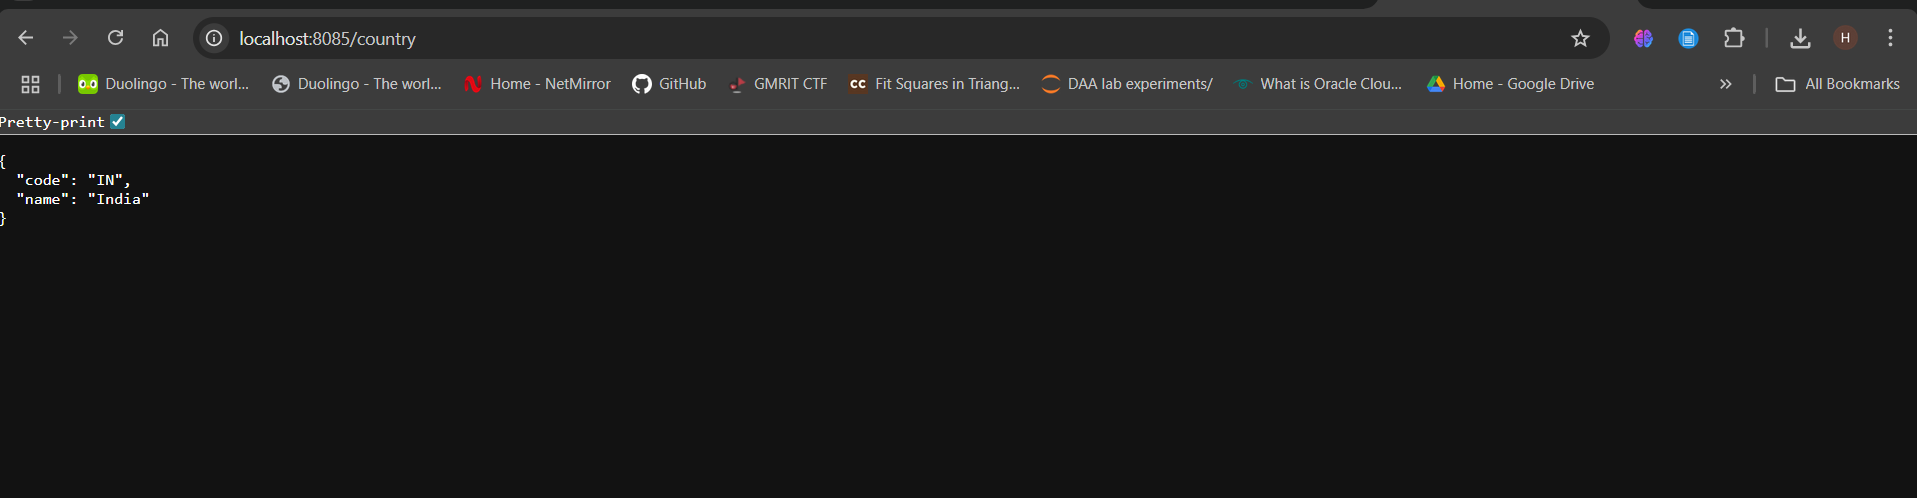 localhost:8085/country
H
Duolingo - The worl...
Duolingo - The worl...
Home - NetMirror
GitHub
GMRIT CTF
cc
Fit Squares in Triang...
DAA lab experiments/
What is Oracle Clou...
Home - Google Drive
»
All Bookmarks
Pretty-print
{
"code": "IN",
"name": "India"
}